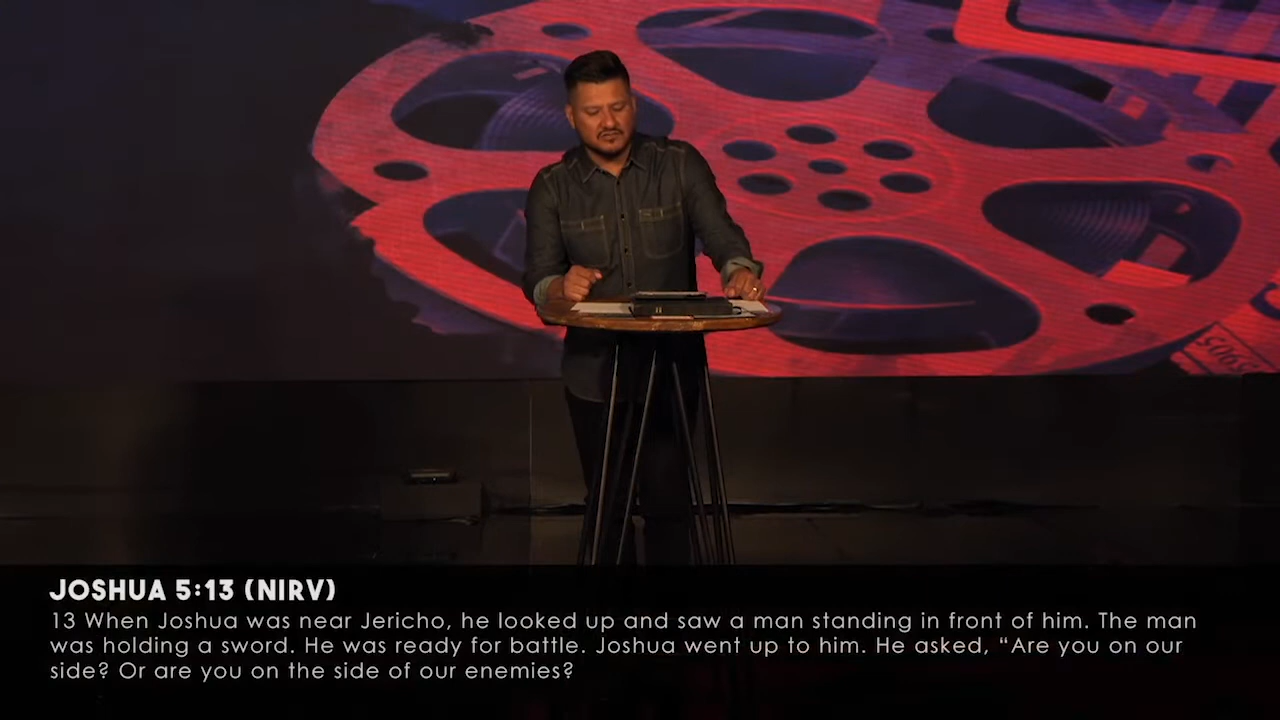 JOSHUA 5:13 (NIRV)
13 When Joshua was near Jericho, he looked up and saw a man standing in front of him. The man
was holding a sword. He was ready for battle. Joshua went up to him. He asked, “Are you on our
side? Or are you on the side of our enemies?